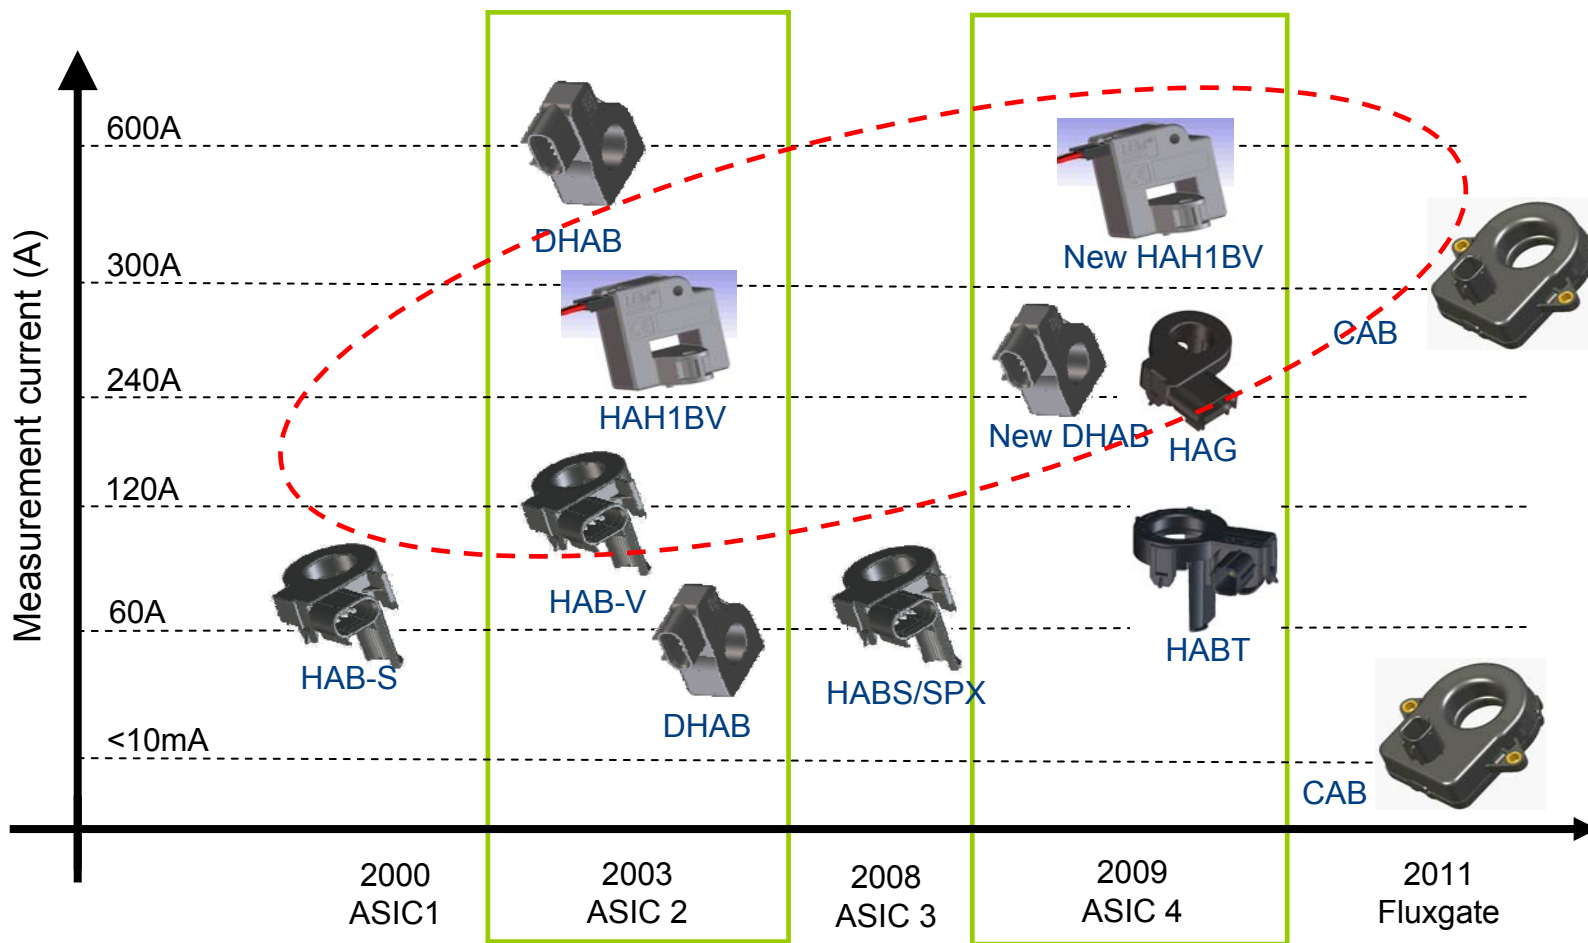 Measurement current (A)
600A
300A
240A
120A
60A
<10mA
DHAB
New HAH1BV
CAB
HAH1BV
New DHAB
HAG
HAB-V
HAB-S
DHAB
HABS/SPX
HABT
CAB
2000
ASIC1
2003
ASIC 2
2008
ASIC 3
2009
ASIC 4
2011
Fluxgate